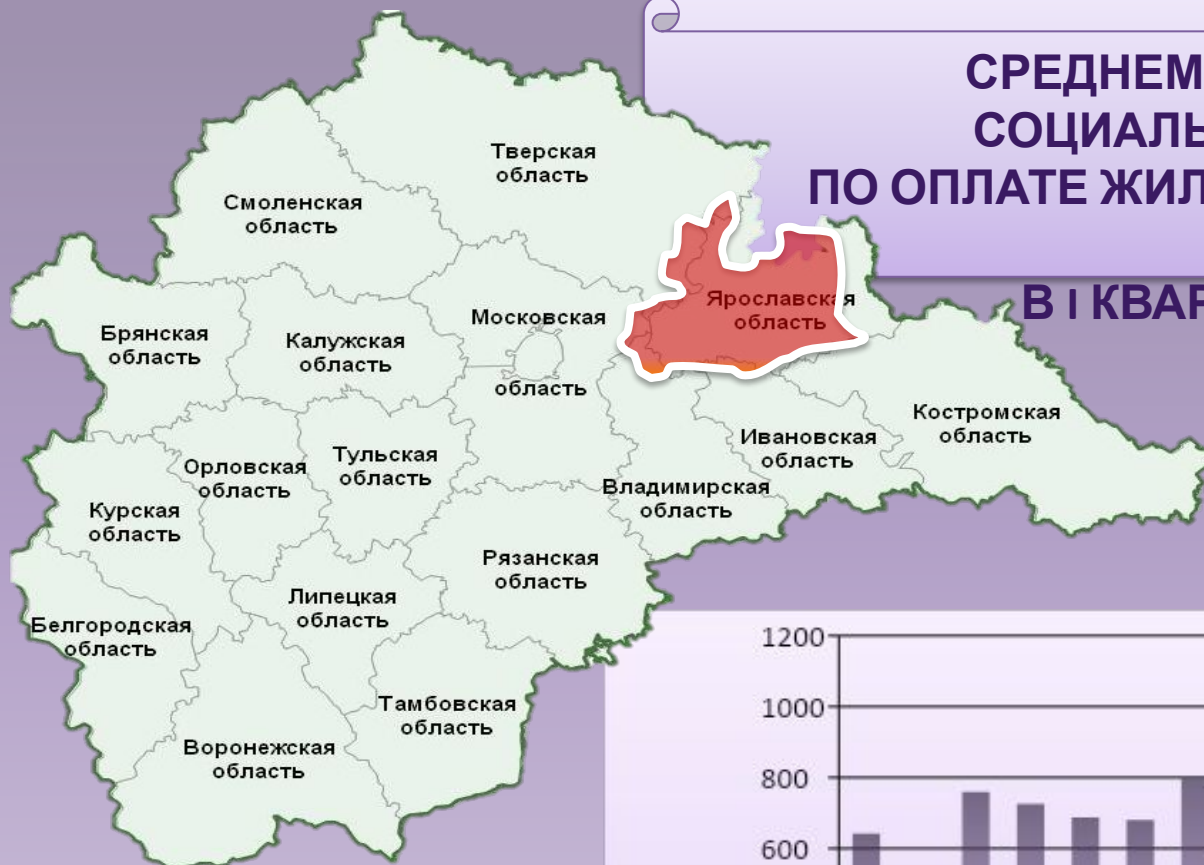 СРЕДНЕМ
СОЦИАЛЬ
ПО ОПЛАТЕ ЖИЛ
В I КВАР
Тверская
область
Смоленская
область
Ярославская
область
Московская
область
Брянская
область
Калужская
область
Костромская
область
Ивановская
область
Владимирская
область
Тульская
область
Орловская
область
Курская
область
Рязанская
область
Липецкая
область
Белгородская
область
Тамбовская
область
Воронежская
область
1200
1000
800
600